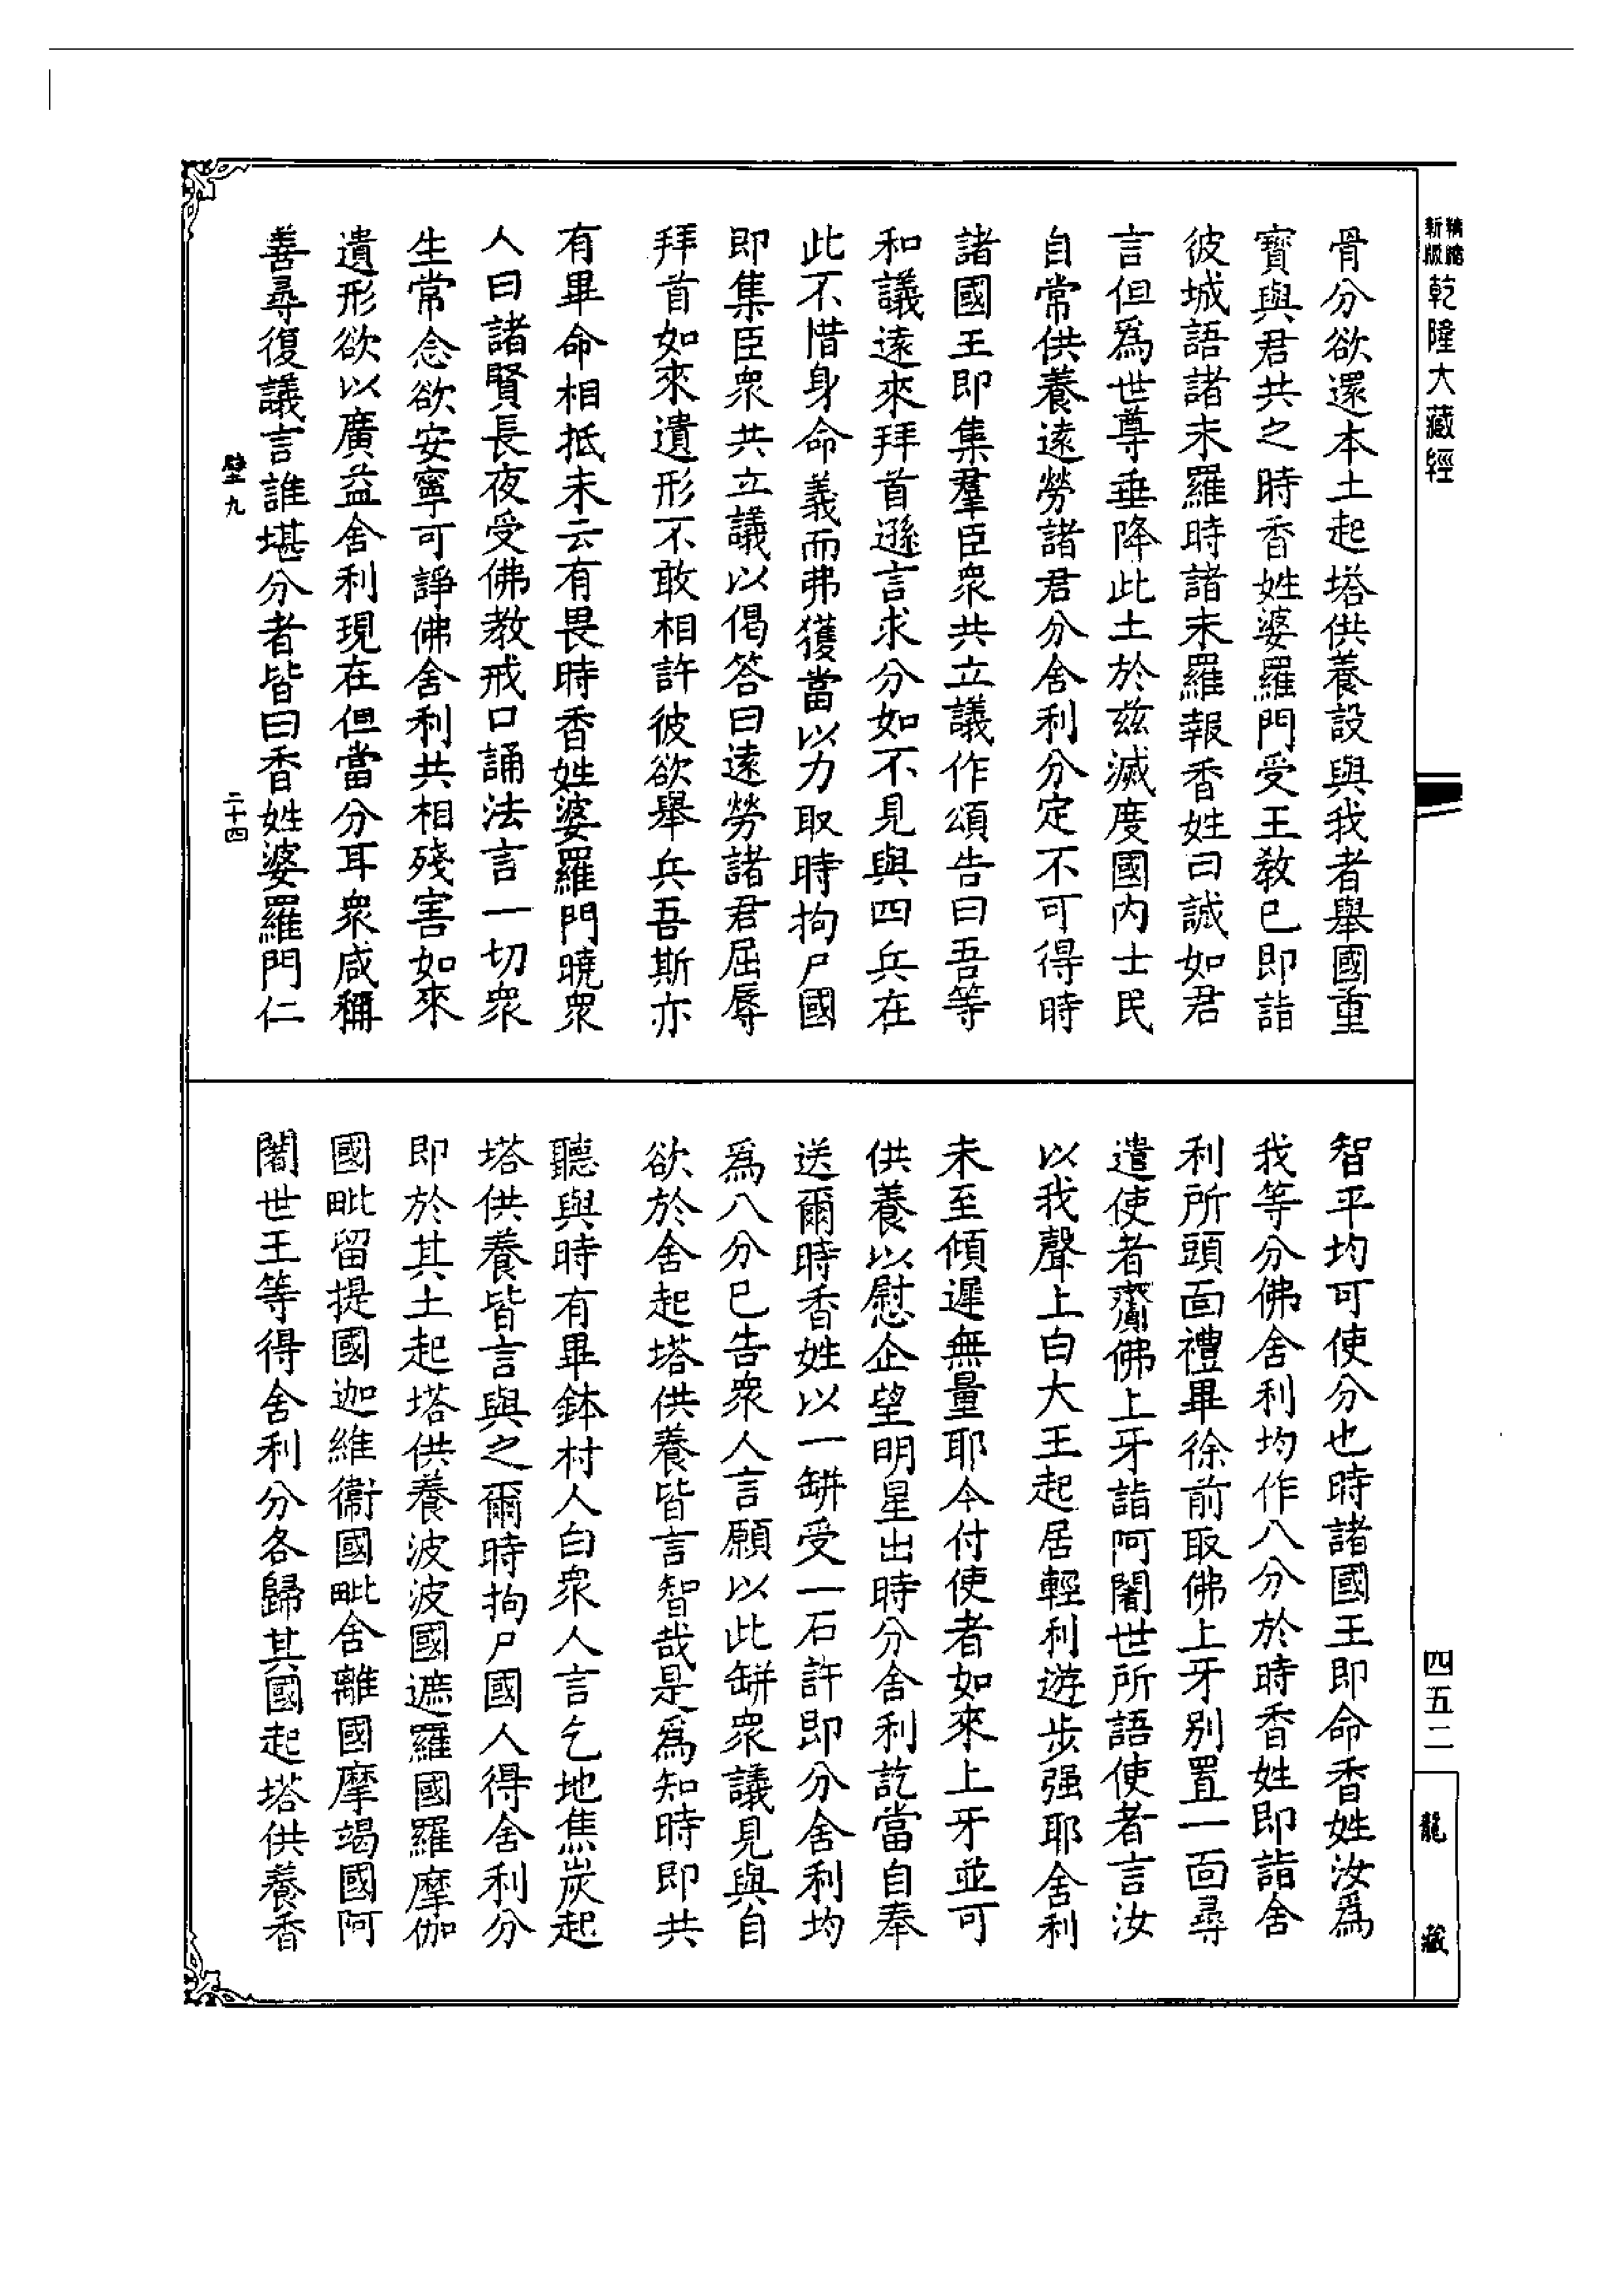 精縮
新版
乾隆大藏經
骨分欲還本土起塔供養設與我者舉國重
寶與君共之時香姓婆羅門受王教已即詣
彼城語諸末羅時諸末羅報香姓曰誠如君
言但爲世尊垂降此土於茲滅度國内士民
自常供養遠勞諸君分舍利分定不可得時
諸國王即集羣臣衆共立議作頌告曰吾等
和議遠來拜首遜言求分如不見與四兵在
此不惜身命義而弗獲當以力取時拘尸國
即集臣衆共立議以偈答曰遠勞諸君屈辱
拜首如來遺形不敢相許彼欲舉兵吾斯亦
有畢命相抵未云有畏時香姓婆羅門曉衆
人曰諸賢長夜受佛教戒口誦法言一切衆
生常念欲安寧可諍佛舍利共相殘害如來
遺形欲以廣益舍利現在但當分耳衆咸稱
善尋復議言誰堪分者皆曰香姓婆羅門仁
壁九
二十四
智平均可使分也時諸國王即命香姓汝爲
我等分佛舍利均作八分於時香姓即詣舍
利所頭面禮畢徐前取佛上牙别置一面尋
遣使者齎佛上牙詣阿闍世所語使者言汝
以我聲上白大王起居輕利遊步强耶舍利
未至傾遲無量耶今付使者如來上牙並可
供養以慰企望明星出時分舍利訖當自奉
送爾時香姓以一缾受一石許即分舍利均
爲八分已告衆人言願以此缾衆議見與自
欲於舍起塔供養皆言智哉是爲知時即共
聽與時有畢鉢村人白衆人言乞地焦炭起
塔供養皆言與之爾時拘尸國人得舍利分
即於其土起塔供養波波國遮羅國羅摩伽
國毗留提國迦維衞國毗舍離國摩竭國阿
闍世王等得舍利分各歸其國起塔供養香
四五二
龍藏